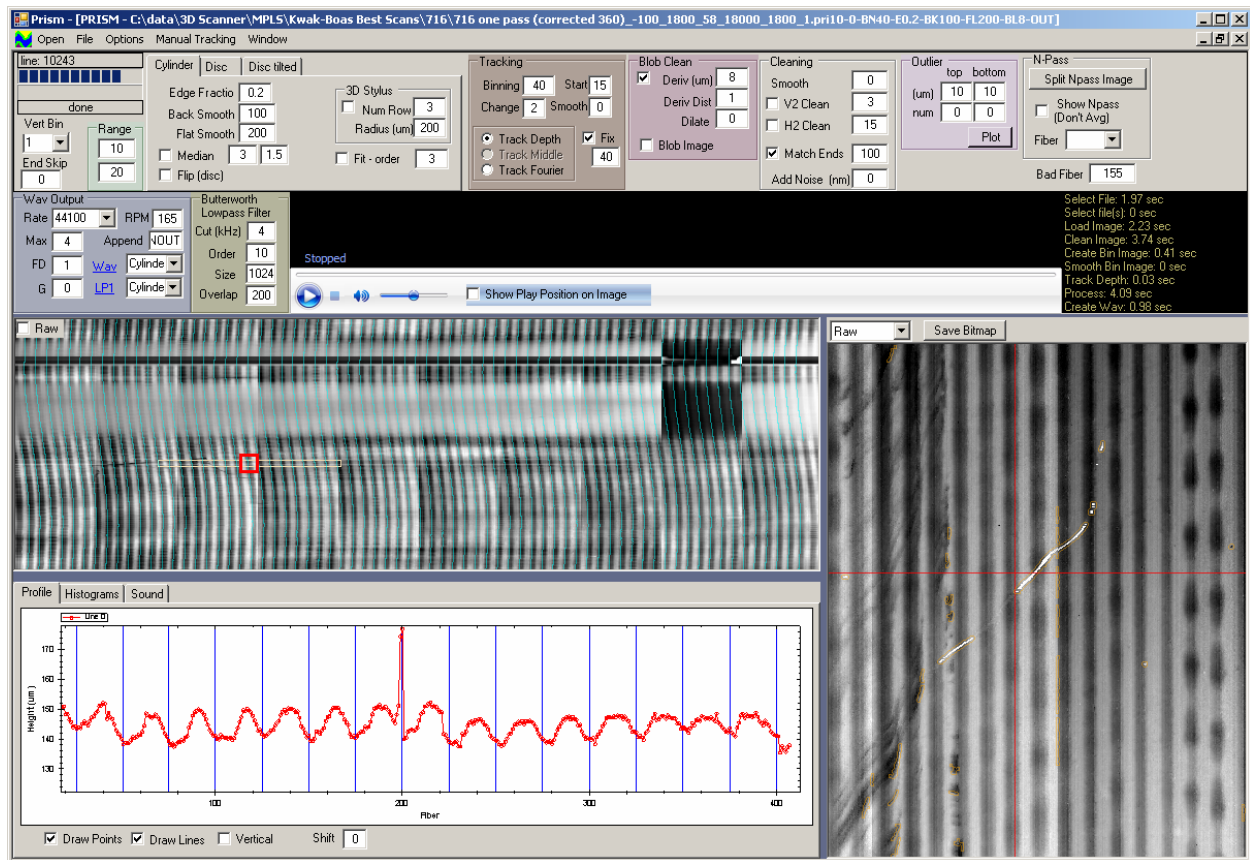 Prism - [PRISM - C:\data\3D Scanner\MPLS\Kwak-Boas Best Scans\716\716 one pass (corrected 360)_-100_1800_58_18000_1800_1.pri10-0-BN40-E0.2-BK100-FL200-BL8-OUT]
Open File Options Manual Tracking Window
line: 10243
done
Vert Bin
1
End Skip
0
Range
10
20
Cylinder Disc Disc tilted
Edge Fractio 0.2
Back Smooth 100
Flat Smooth 200
Median 3 1.5
Flip (disc)
3D Stylus
Num Row 3
Radius (um) 200
Fit - order 3
Tracking
Binning 40 Start 15
Change 2 Smooth 0
Track Depth Fix
Track Middle 40
Track Fourier
Blob Clean
Deriv (um) 8
Deriv Dist 1
Dilate 0
Blob Image
Cleaning
Smooth 0
V2 Clean 3
H2 Clean 15
Match Ends 100
Add Noise (nm) 0
Outlier
top bottom
(um) 10 10
num 0 0
Plot
N-Pass
Split Npass Image
Show Npass
(Don't Avg)
Fiber
Bad Fiber 155
Wav Output
Rate 44100 RPM 165
Max 4 Append NOUT
FD 1 Wav Cylinde
G 0 LP1 Cylinde
Butterworth
Lowpass Filter
Cut (kHz) 4
Order 10
Size 1024
Overlap 200
Stopped
Show Play Position on Image
Select File: 1.97 sec
Select file(s): 0 sec
Load Image: 2.23 sec
Clean Image: 3.74 sec
Create Bin Image: 0.41 sec
Smooth Bin Image: 0 sec
Track Depth: 0.03 sec
Process: 4.09 sec
Create Wav: 0.98 sec
Raw
Raw Save Bitmap
Profile Histograms Sound
Line 0
170
160
150
140
130
Height (um)
100 200 300 400
Fiber
Draw Points Draw Lines Vertical Shift 0